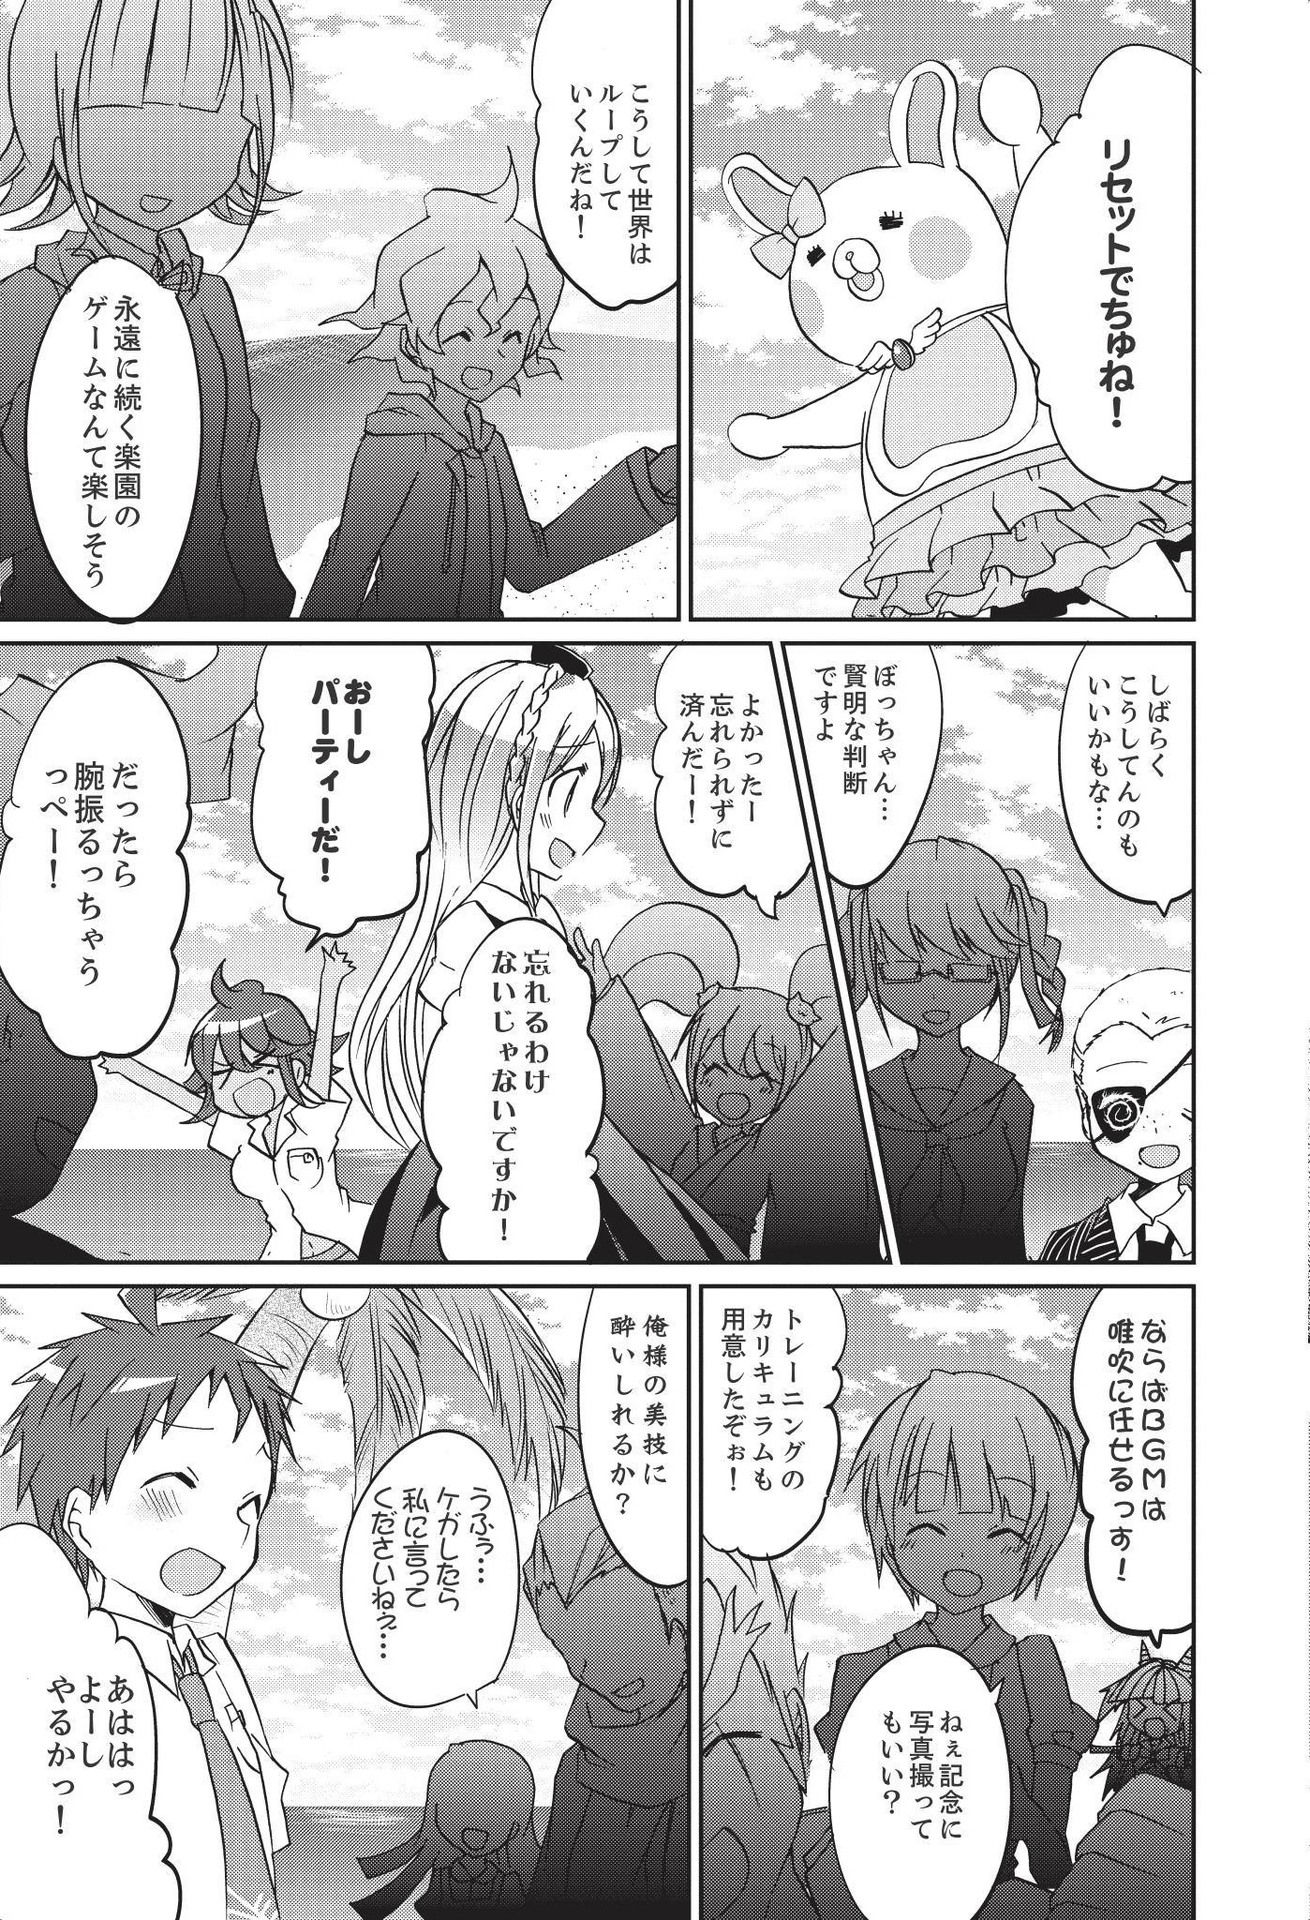 リセットでちゅね！
こうして世界は
ループして
いくんだね！
永遠に続く楽園の
ゲームなんて楽しそう
しばらく
こうしてんのも
いいかもな…
ぼっちゃん…
賢明な判断
ですよ
よかったー
忘れられずに
済んだー！
忘れるわけ
ないじゃないですか！
おーし
パーティーだ！
だったら
腕振るっちゃう
っぺー！
ならばBGMは
唯吹に任せるっす！
ねぇ記念に
写真撮って
もいい？
トレーニングの
カリキュラムも
用意したぞぉ！
俺様の美技に
酔いしれるか？
うふぅ…
ケガしたら
私に言って
くださいねぇ…
あははっ
よーし
やるかっ！